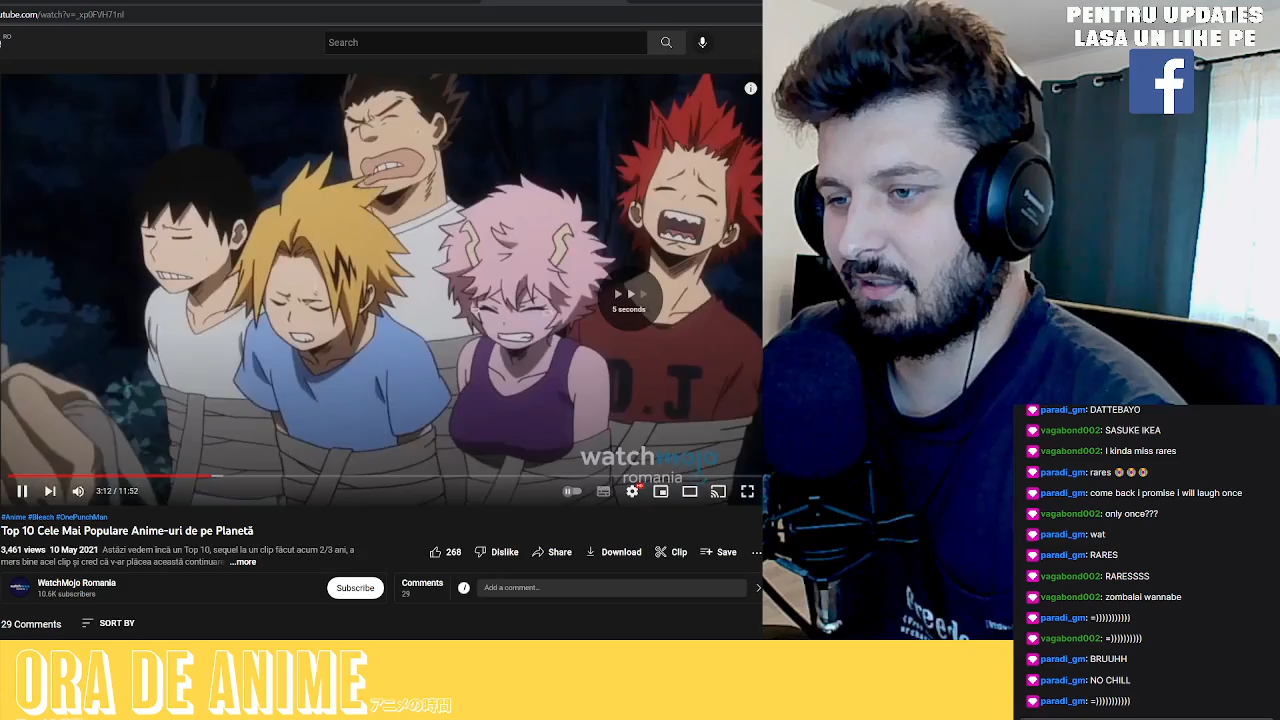 utube.com/watch?v=_xp0FVH71nI
RO
Search
5 seconds
D.J
watchmojo
romania
3:12 / 11:52
HD
#Anime #Bleach #OnePunchMan
Top 10 Cele Mai Populare Anime-uri de pe Planetă
3,461 views 10 May 2021 Astăzi vedem încă un Top 10, sequel la un clip făcut acum 2/3 ani, a
mers bine acel clip și cred că v-ar plăcea această continuare ...more
268
Dislike
Share
Download
Clip
Save
WatchMojo Romania
10.6K subscribers
Subscribe
Comments
29
Add a comment...
29 Comments
SORT BY
ORA DE ANIME
アニメの時間
PENTRU UPDATES
LASA UN LIKE PE
f
paradi_gm: DATTEBAYO
vagabond002: SASUKE IKEA
vagabond002: I kinda miss rares
paradi_gm: rares
paradi_gm: come back I promise i will laugh once
vagabond002: only once???
paradi_gm: wat
paradi_gm: RARES
vagabond002: RARESSSS
vagabond002: zombalai wannabe
paradi_gm: =)))))))))))
vagabond002: =))))))))))
paradi_gm: BRUUHH
paradi_gm: NO CHILL
paradi_gm: =)))))))))))